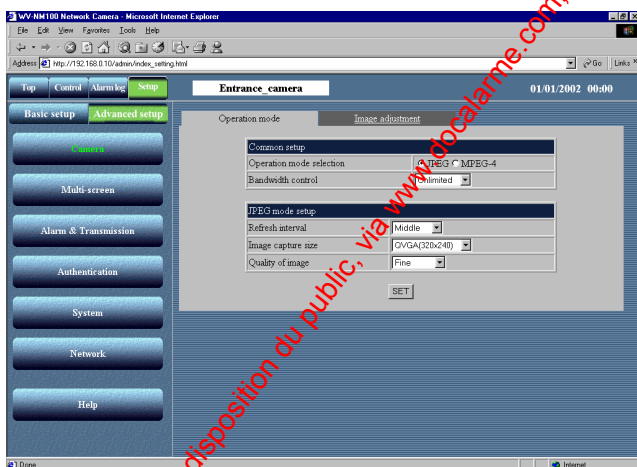 WV-NM100 Network Camera - Microsoft Internet Explorer
File Edit View Favorites Tools Help
Address http://192.168.0.10/admin/index_setting.html Go Links »
Top Control Alarm log Setup Entrance_camera 01/01/2002 00:00
Basic setup Advanced setup
Operation mode Image adjustment
Camera
Common setup
Operation mode selection JPEG MPEG-4
Bandwidth control Unlimited
Multi-screen
JPEG mode setup
Refresh interval Middle
Image capture size QVGA(320x240)
Quality of image Fine
SET
Alarm & Transmission
Authentication
System
Network
Help
Done Internet
disposition du public, via www.docalarme.com,